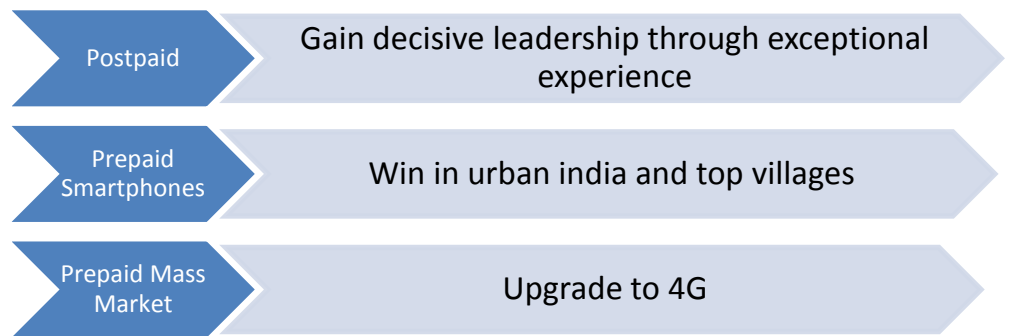 Postpaid
Gain decisive leadership through exceptional
experience
Prepaid
Smartphones
Win in urban india and top villages
Prepaid Mass
Market
Upgrade to 4G